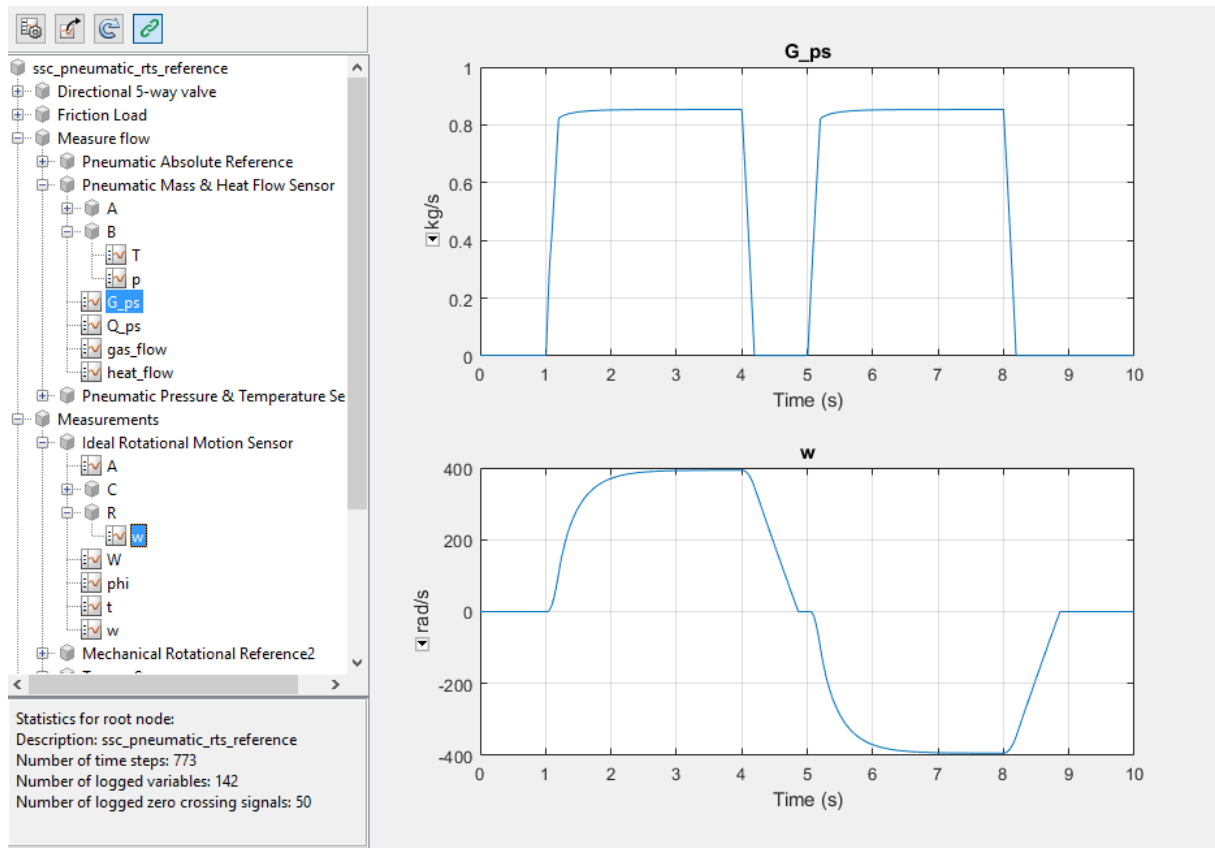 ssc_pneumatic_rts_reference
Directional 5-way valve
Friction Load
Measure flow
Pneumatic Absolute Reference
Pneumatic Mass & Heat Flow Sensor
A
B
T
p
G_ps
Q_ps
gas_flow
heat_flow
Pneumatic Pressure & Temperature Se
Measurements
Ideal Rotational Motion Sensor
A
C
R
w
W
phi
t
w
Mechanical Rotational Reference2
Statistics for root node:
Description: ssc_pneumatic_rts_reference
Number of time steps: 773
Number of logged variables: 142
Number of logged zero crossing signals: 50
G_ps
1
0.8
0.6
0.4
0.2
0
kg/s
0 1 2 3 4 5 6 7 8 9 10
Time (s)
w
400
200
0
-200
-400
rad/s
0 1 2 3 4 5 6 7 8 9 10
Time (s)